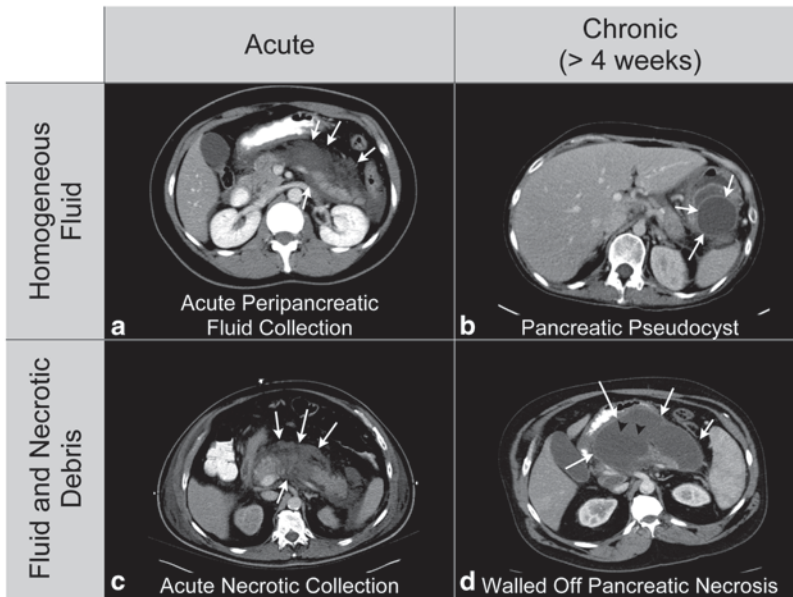 Acute
Chronic
(> 4 weeks)
Homogeneous
Fluid
a
Acute Peripancreatic
Fluid Collection
b
Pancreatic Pseudocyst
Fluid and Necrotic
Debris
c
Acute Necrotic Collection
d
Walled Off Pancreatic Necrosis